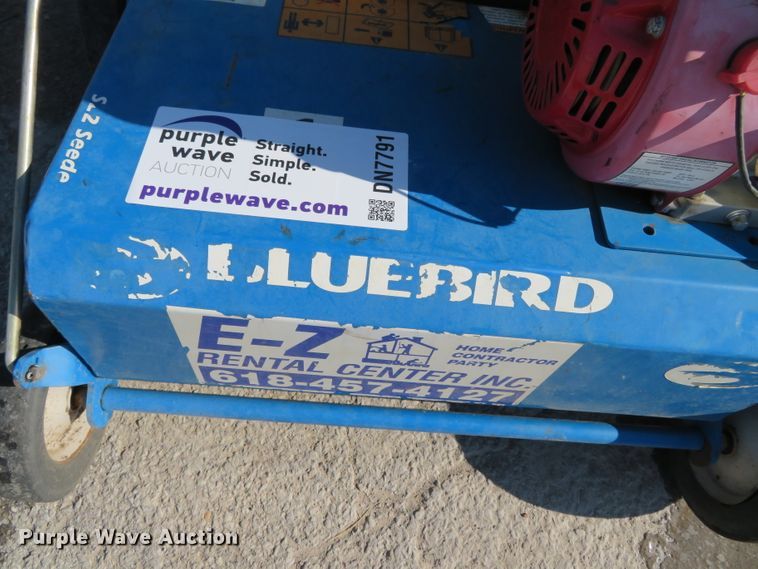 SL2 Seede
purple
wave
AUCTION
Straight.
Simple.
Sold.
purplewave.com
DN7791
BLUEBIRD
E-Z
RENTAL CENTER INC.
HOME
CONTRACTOR
PARTY
618-457-4127
Purple Wave Auction